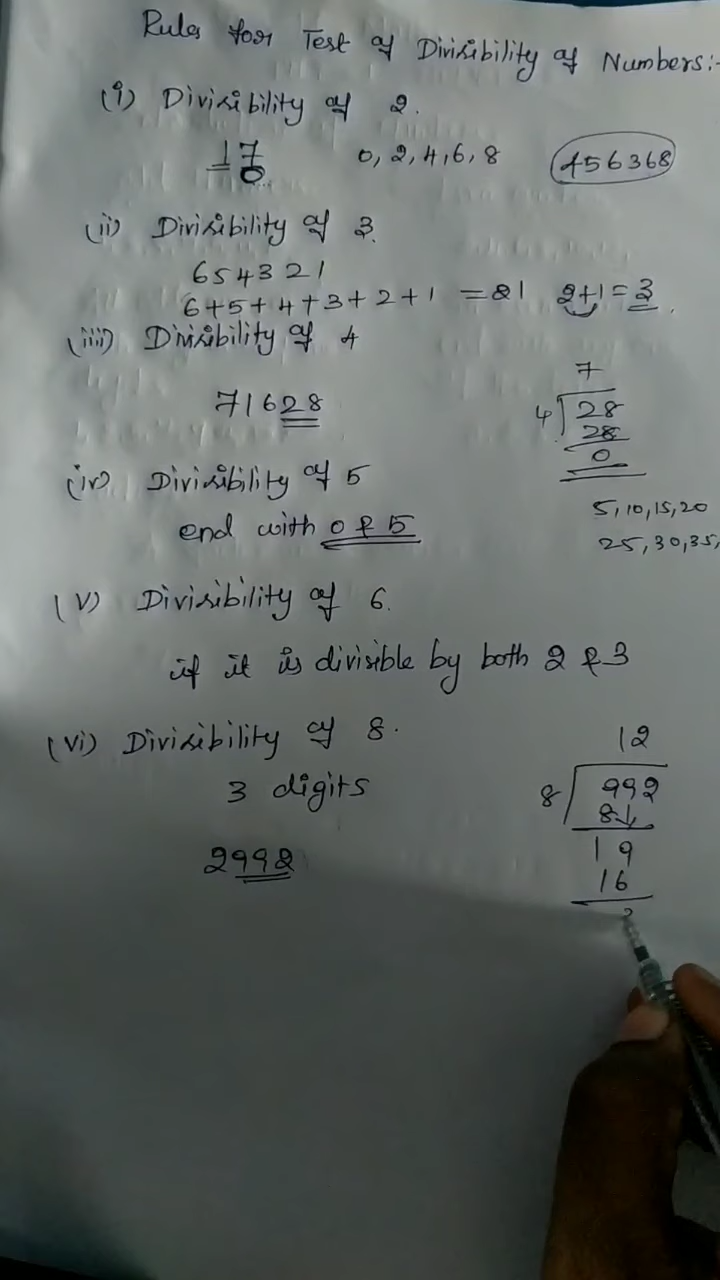 Rules for Test of Divisibility of Numbers:-
(i) Divisibility of 2.
17 0, 2, 4, 6, 8 456368
0
(ii) Divisibility of 3.
654321
6+5+4+3+2+1 = 21 2+1 = 3.
(iii) Divisibility of 4
7
71628 4 28
28
0
(iv) Divisibility of 5
5, 10, 15, 20
end with 0 & 5
25, 30, 35,
(V) Divisibility of 6.
if it is divisible by both 2 & 3
(Vi) Divisibility of 8.
12
3 digits 8 992
8↓
19
2992
16